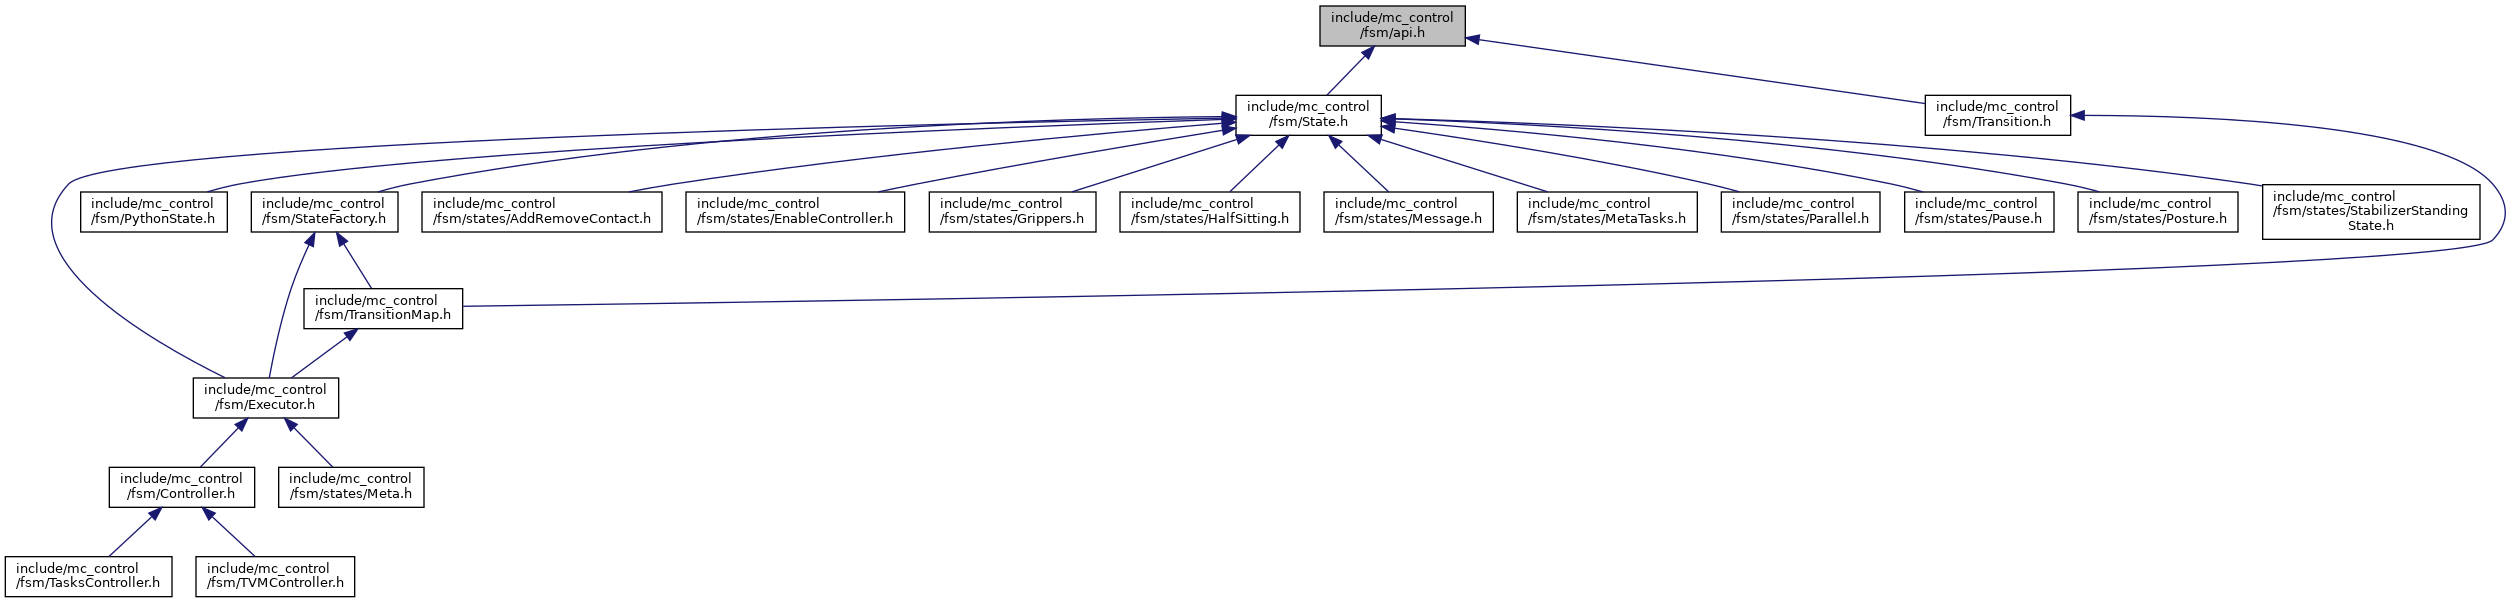 include/mc_control
/fsm/api.h
include/mc_control
/fsm/State.h
include/mc_control
/fsm/Transition.h
include/mc_control
/fsm/PythonState.h
include/mc_control
/fsm/StateFactory.h
include/mc_control
/fsm/states/AddRemoveContact.h
include/mc_control
/fsm/states/EnableController.h
include/mc_control
/fsm/states/Grippers.h
include/mc_control
/fsm/states/HalfSitting.h
include/mc_control
/fsm/states/Message.h
include/mc_control
/fsm/states/MetaTasks.h
include/mc_control
/fsm/states/Parallel.h
include/mc_control
/fsm/states/Pause.h
include/mc_control
/fsm/states/Posture.h
include/mc_control
/fsm/states/StabilizerStanding
State.h
include/mc_control
/fsm/TransitionMap.h
include/mc_control
/fsm/Executor.h
include/mc_control
/fsm/Controller.h
include/mc_control
/fsm/states/Meta.h
include/mc_control
/fsm/TasksController.h
include/mc_control
/fsm/TVMController.h